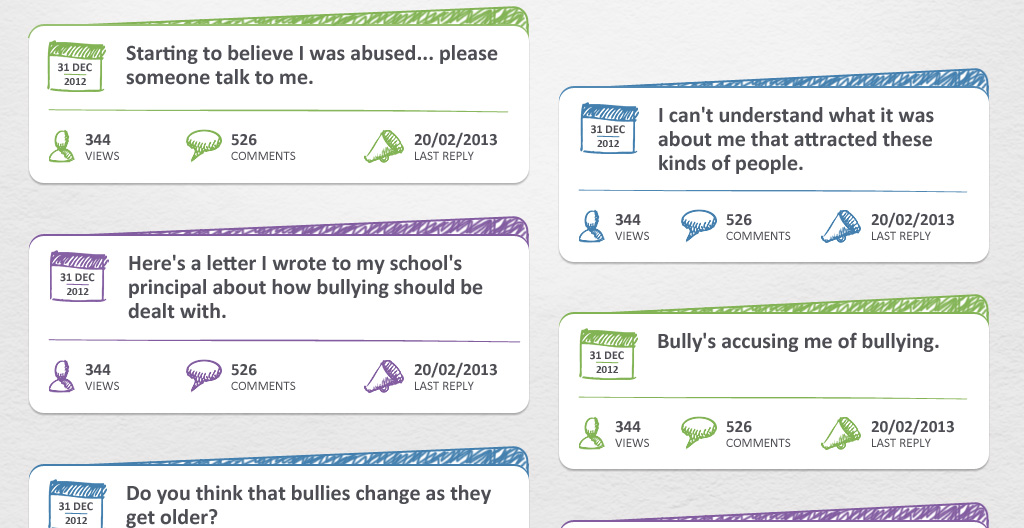 31 DEC
2012
Starting to believe I was abused... please
someone talk to me.
344
VIEWS
526
COMMENTS
20/02/2013
LAST REPLY
31 DEC
2012
Here's a letter I wrote to my school's
principal about how bullying should be
dealt with.
344
VIEWS
526
COMMENTS
20/02/2013
LAST REPLY
31 DEC
2012
Do you think that bullies change as they
get older?
31 DEC
2012
I can't understand what it was
about me that attracted these
kinds of people.
344
VIEWS
526
COMMENTS
20/02/2013
LAST REPLY
31 DEC
2012
Bully's accusing me of bullying.
344
VIEWS
526
COMMENTS
20/02/2013
LAST REPLY